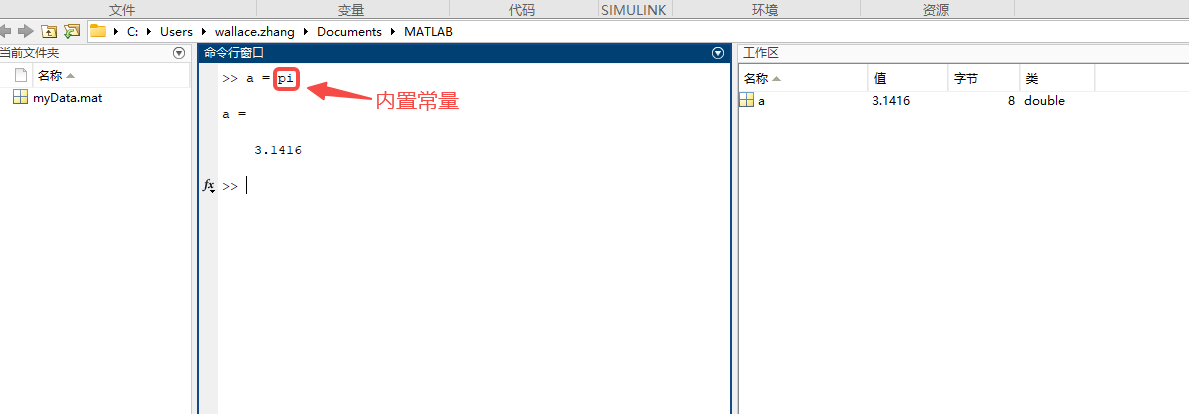 文件 变量 代码 SIMULINK 环境 资源
C: Users wallace.zhang Documents MATLAB
当前文件夹
名称
myData.mat
命令行窗口
>> a = pi
内置常量
a =
3.1416
fx >>
工作区
名称 值 字节 类
a 3.1416 8 double